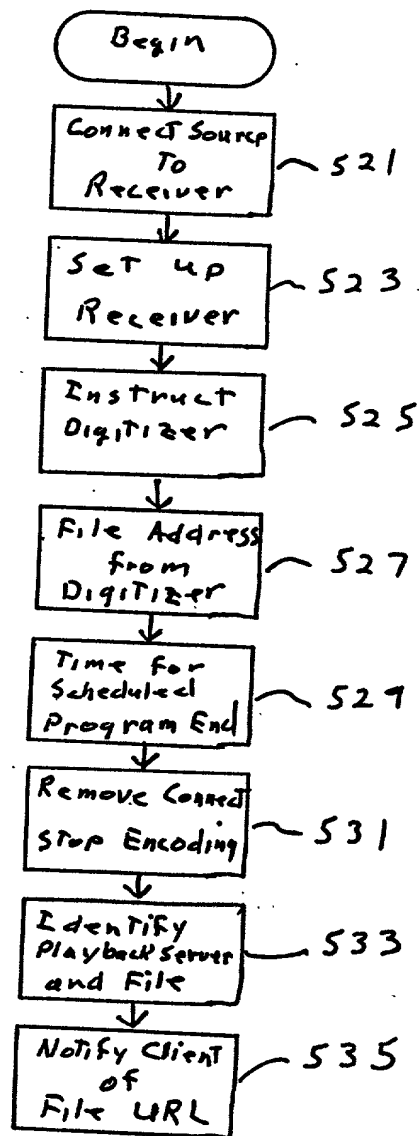 Begin
Connect Source
To
Receiver
521
Set up
Receiver
523
Instruct
Digitizer
525
File Address
from
Digitizer
527
Time for
Scheduled
Program End
529
Remove Connect
Stop Encoding
531
Identify
Playback Server
and File
533
Notify Client
of
File URL
535